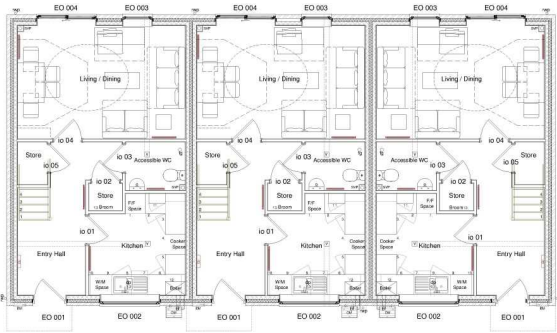 EO 004 EO 003 EO 004 EO 003 EO 003 EO 004
Living / Dining Living / Dining Living / Dining
io 04 io 04 io 04
Store io 03 Store io 03 io 03 Store
io 05 Accessible WC io 05 Accessible WC Accessible WC io 05
io 02 io 02 io 02
Store Store Store
Broom Broom Broom
F/F Space F/F Space F/F Space
io 01 io 01 io 01
Kitchen Kitchen Kitchen
Cooker Space Cooker Space Cooker Space
Entry Hall Entry Hall Entry Hall
W/M Space W/M Space W/M Space
Boiler Boiler Boiler
EO 001 EO 002 EO 001 EO 002 EO 002 EO 001